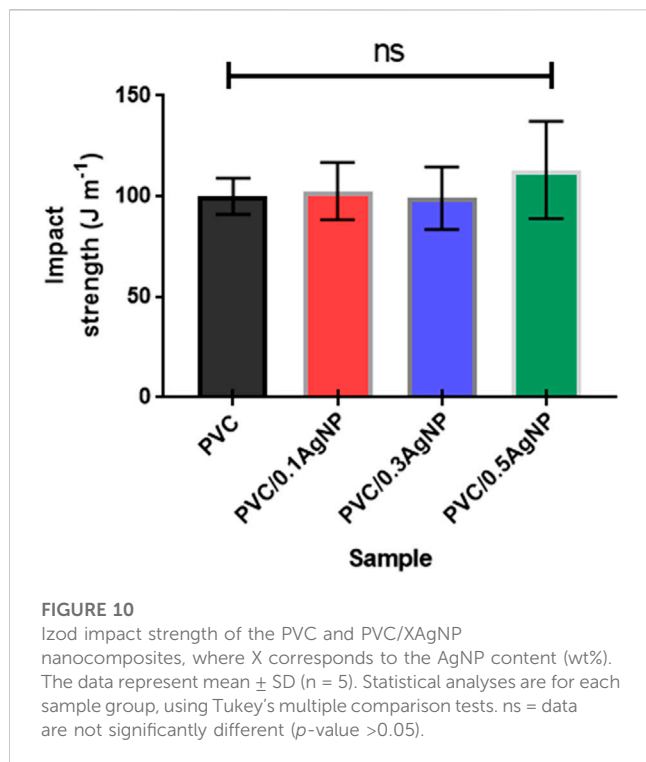 ns
150
100
50
0
Impact
strength (J m⁻¹)
PVC
PVC/0.1AgNP
PVC/0.3AgNP
PVC/0.5AgNP
Sample
FIGURE 10
Izod impact strength of the PVC and PVC/XAgNP
nanocomposites, where X corresponds to the AgNP content (wt%).
The data represent mean ± SD (n = 5). Statistical analyses are for each
sample group, using Tukey’s multiple comparison tests. ns = data
are not significantly different (p-value >0.05).